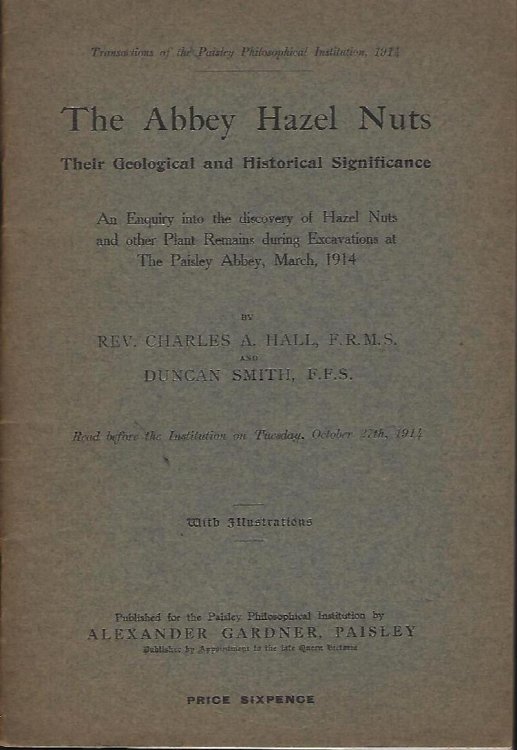 Transactions of the Paisley Philosophical Institution, 1914
The Abbey Hazel Nuts
Their Geological and Historical Significance
An Enquiry into the discovery of Hazel Nuts
and other Plant Remains during Excavations at
The Paisley Abbey, March, 1914
BY
REV. CHARLES A. HALL, F.R.M.S.
AND
DUNCAN SMITH, F.F.S.
Read before the Institution on Tuesday, October 27th, 1914
With Illustrations
Published for the Paisley Philosophical Institution by
ALEXANDER GARDNER, PAISLEY
Publisher by Appointment to the late Queen Victoria
PRICE SIXPENCE